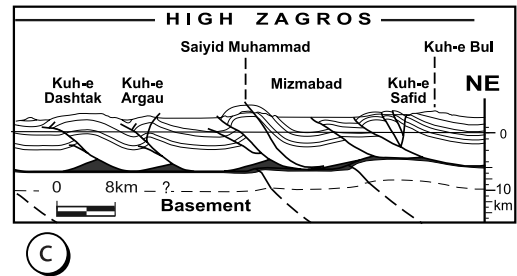 HIGH ZAGROS
Saiyid Muhammad
Kuh-e Bul
Kuh-e
Dashtak
Kuh-e
Argau
Mizmabad
Kuh-e
Safid
NE
0
0 8km ?
10
km
Basement
C